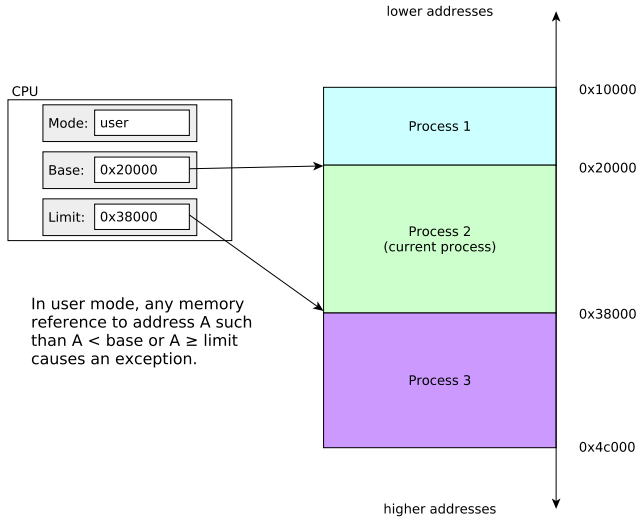 lower addresses
CPU
Mode: user
Base: 0x20000
Limit: 0x38000
In user mode, any memory
reference to address A such
than A < base or A ≥ limit
causes an exception.
0x10000
Process 1
0x20000
Process 2
(current process)
0x38000
Process 3
0x4c000
higher addresses